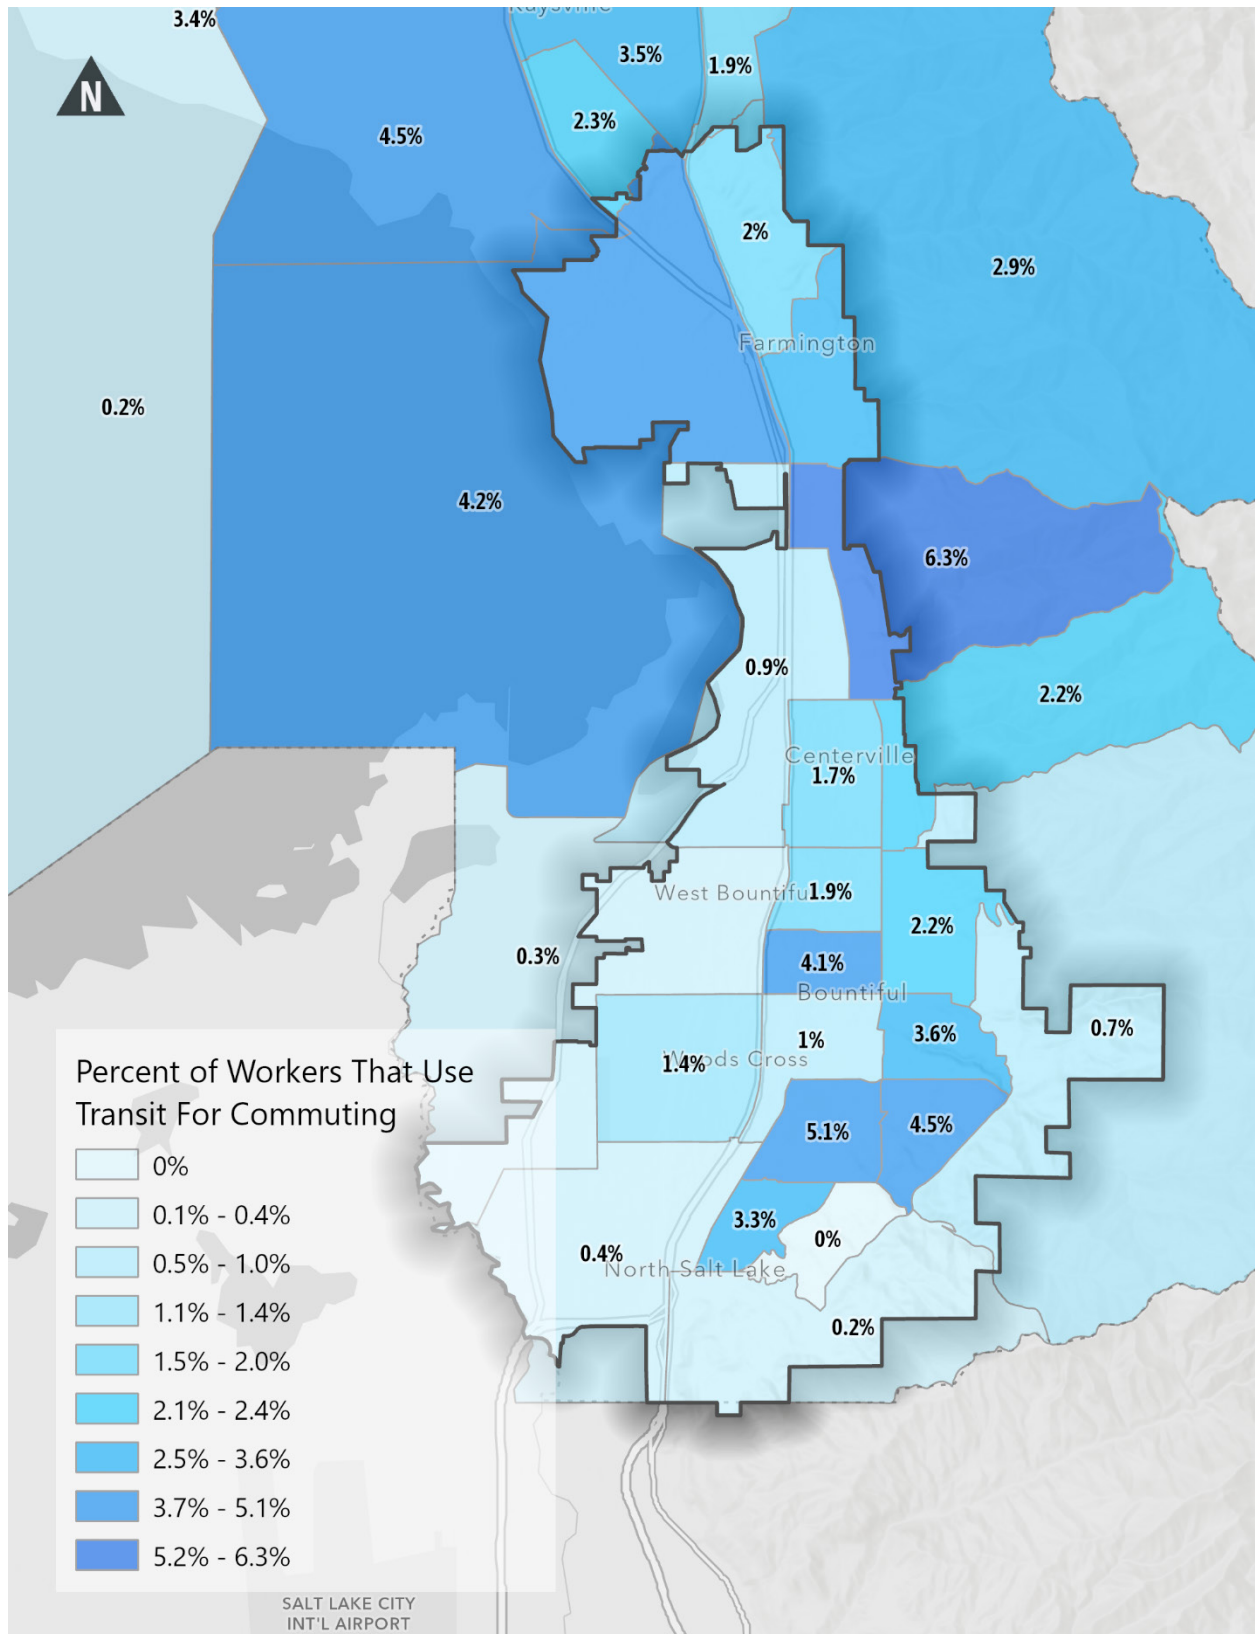 Kaysville
3.4%
3.5%
1.9%
N
4.5%
2.3%
2%
2.9%
Farmington
0.2%
4.2%
6.3%
0.9%
2.2%
Centerville
1.7%
West Bountiful
1.9%
2.2%
0.3%
4.1%
Bountiful
0.7%
1%
3.6%
Woods Cross
1.4%
5.1%
4.5%
3.3%
0%
0.4%
North Salt Lake
0.2%
Percent of Workers That Use
Transit For Commuting
0%
0.1% - 0.4%
0.5% - 1.0%
1.1% - 1.4%
1.5% - 2.0%
2.1% - 2.4%
2.5% - 3.6%
3.7% - 5.1%
5.2% - 6.3%
SALT LAKE CITY
INT'L AIRPORT